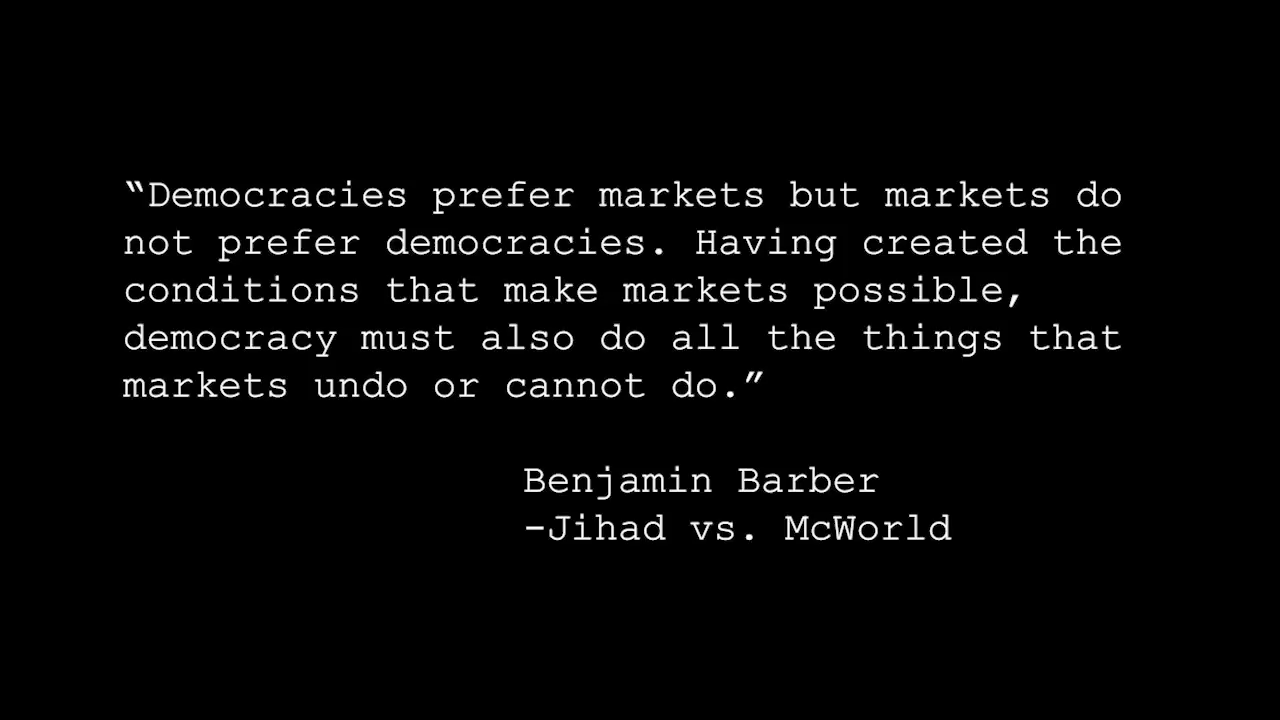 “Democracies prefer markets but markets do
not prefer democracies. Having created the
conditions that make markets possible,
democracy must also do all the things that
markets undo or cannot do.”
Benjamin Barber
-Jihad vs. McWorld